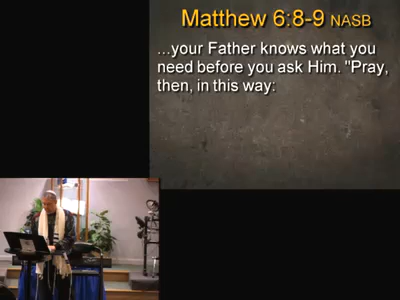 Matthew 6:8-9 NASB
...your Father knows what you
need before you ask Him. "Pray,
then, in this way: